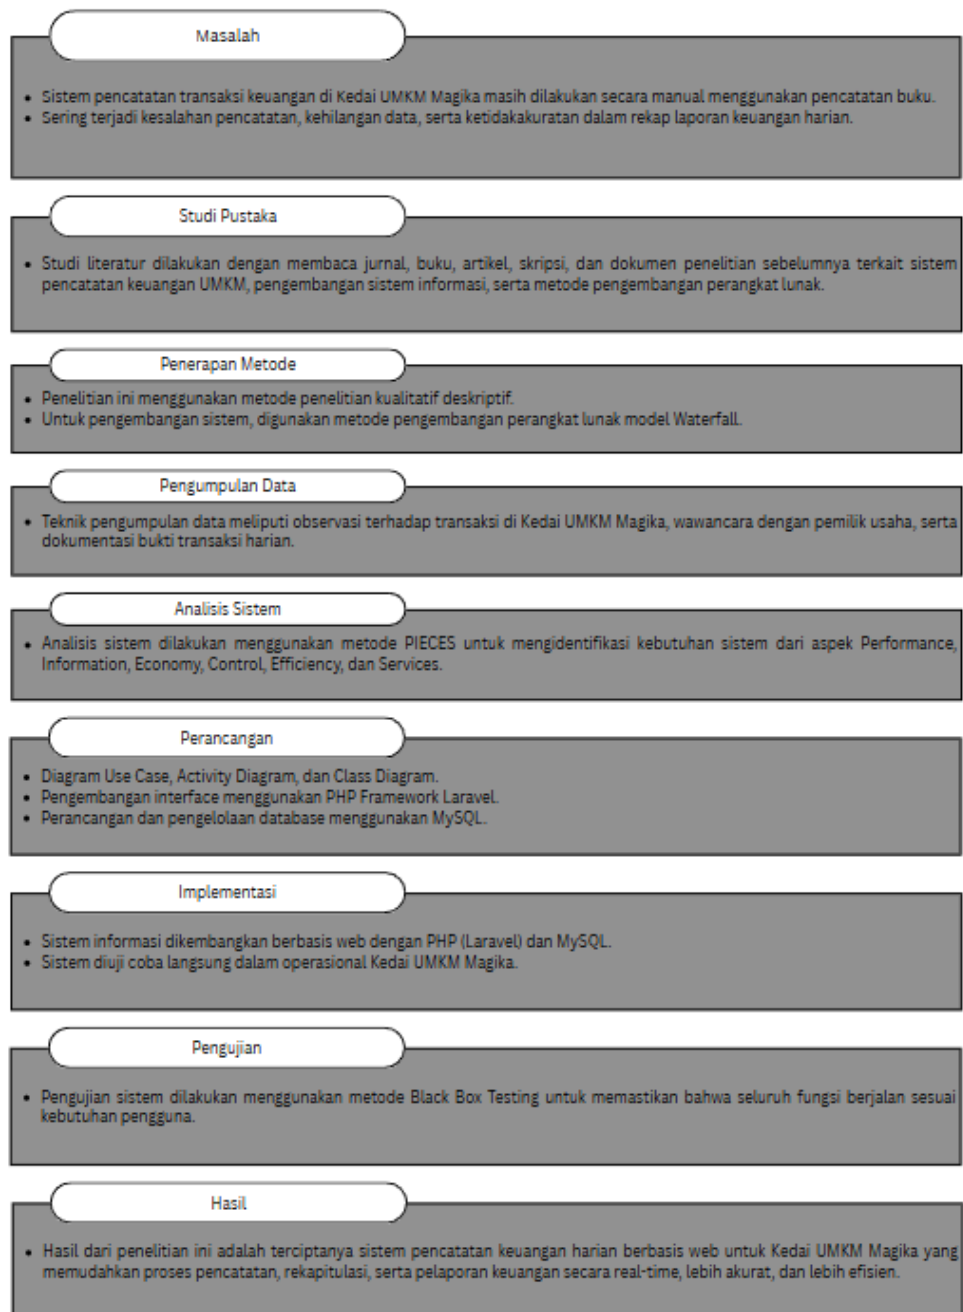 Masalah
• Sistem pencatatan transaksi keuangan di Kedai UMKM Magika masih dilakukan secara manual menggunakan pencatatan buku.
• Sering terjadi kesalahan pencatatan, kehilangan data, serta ketidakakuratan dalam rekap laporan keuangan harian.
Studi Pustaka
• Studi literatur dilakukan dengan membaca jurnal, buku, artikel, skripsi, dan dokumen penelitian sebelumnya terkait sistem
pencatatan keuangan UMKM, pengembangan sistem informasi, serta metode pengembangan perangkat lunak.
Penerapan Metode
• Penelitian ini menggunakan metode penelitian kualitatif deskriptif.
• Untuk pengembangan sistem, digunakan metode pengembangan perangkat lunak model Waterfall.
Pengumpulan Data
• Teknik pengumpulan data meliputi observasi terhadap transaksi di Kedai UMKM Magika, wawancara dengan pemilik usaha, serta
dokumentasi bukti transaksi harian.
Analisis Sistem
• Analisis sistem dilakukan menggunakan metode PIECES untuk mengidentifikasi kebutuhan sistem dari aspek Performance,
Information, Economy, Control, Efficiency, dan Services.
Perancangan
• Diagram Use Case, Activity Diagram, dan Class Diagram.
• Pengembangan interface menggunakan PHP Framework Laravel.
• Perancangan dan pengelolaan database menggunakan MySQL.
Implementasi
• Sistem informasi dikembangkan berbasis web dengan PHP (Laravel) dan MySQL.
• Sistem diuji coba langsung dalam operasional Kedai UMKM Magika.
Pengujian
• Pengujian sistem dilakukan menggunakan metode Black Box Testing untuk memastikan bahwa seluruh fungsi berjalan sesuai
kebutuhan pengguna.
Hasil
• Hasil dari penelitian ini adalah terciptanya sistem pencatatan keuangan harian berbasis web untuk Kedai UMKM Magika yang
memudahkan proses pencatatan, rekapitulasi, serta pelaporan keuangan secara real-time, lebih akurat, dan lebih efisien.